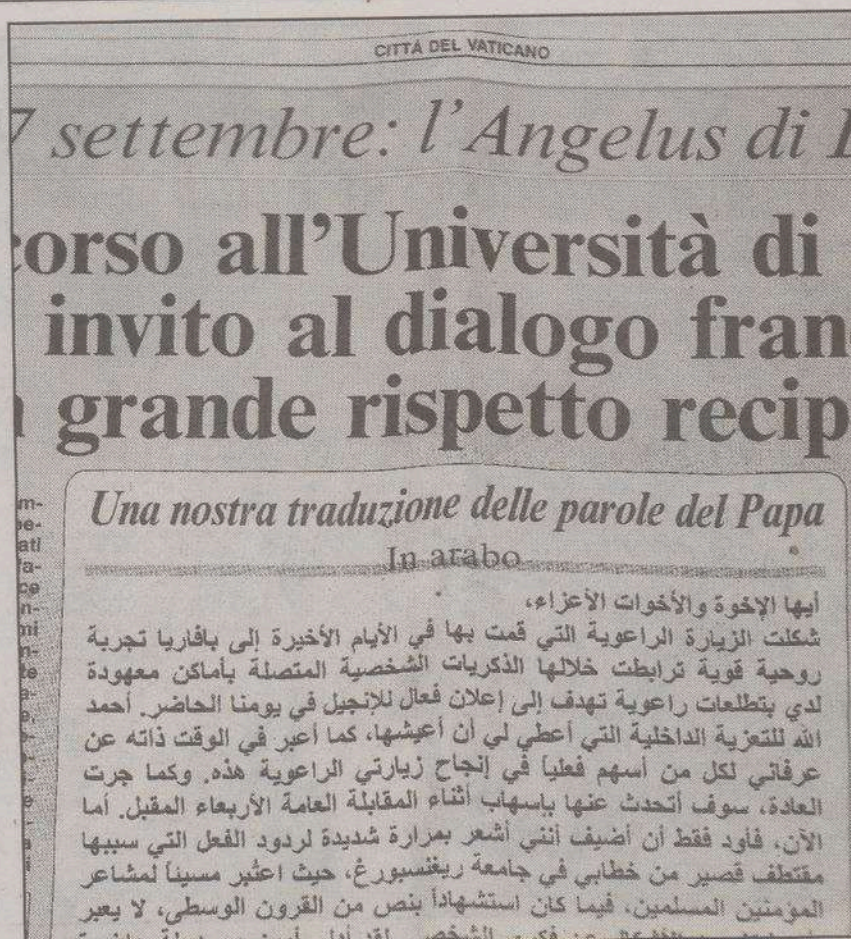 CITTÀ DEL VATICANO
7 settembre: l'Angelus di
corso all'Università di
invito al dialogo fran
grande rispetto recip
Una nostra traduzione delle parole del Papa
In arabo
أيها الإخوة والأخوات الأعزاء،
شكلت الزيارة الراعوية التي قمت بها في الأيام الأخيرة إلى بافاريا تجربة
روحية قوية ترابطت خلالها الذكريات الشخصية المتصلة بأماكن معهودة
لدي بتطلعات راعوية تهدف إلى إعلان فعال للإنجيل في يومنا الحاضر. أحمد
الله للتعزية الداخلية التي أعطي لي أن أعيشها، كما أعبر في الوقت ذاته عن
عرفاني لكل من أسهم فعلياً في إنجاح زيارتي الراعوية هذه. وكما جرت
العادة، سوف أتحدث عنها بإسهاب أثناء المقابلة العامة الأربعاء المقبل. أما
الآن، فأود فقط أن أضيف أنني أشعر بمرارة شديدة لردود الفعل التي سببها
مقتطف قصير من خطابي في جامعة ريغنسبورغ، حيث اعتُبر مسيئاً لمشاعر
المؤمنين المسلمين، فيما كان استشهاداً بنص من القرون الوسطى، لا يعبر
m-
pe-
ati
fa-
ce
n-
mi
n-
te
a-
e,